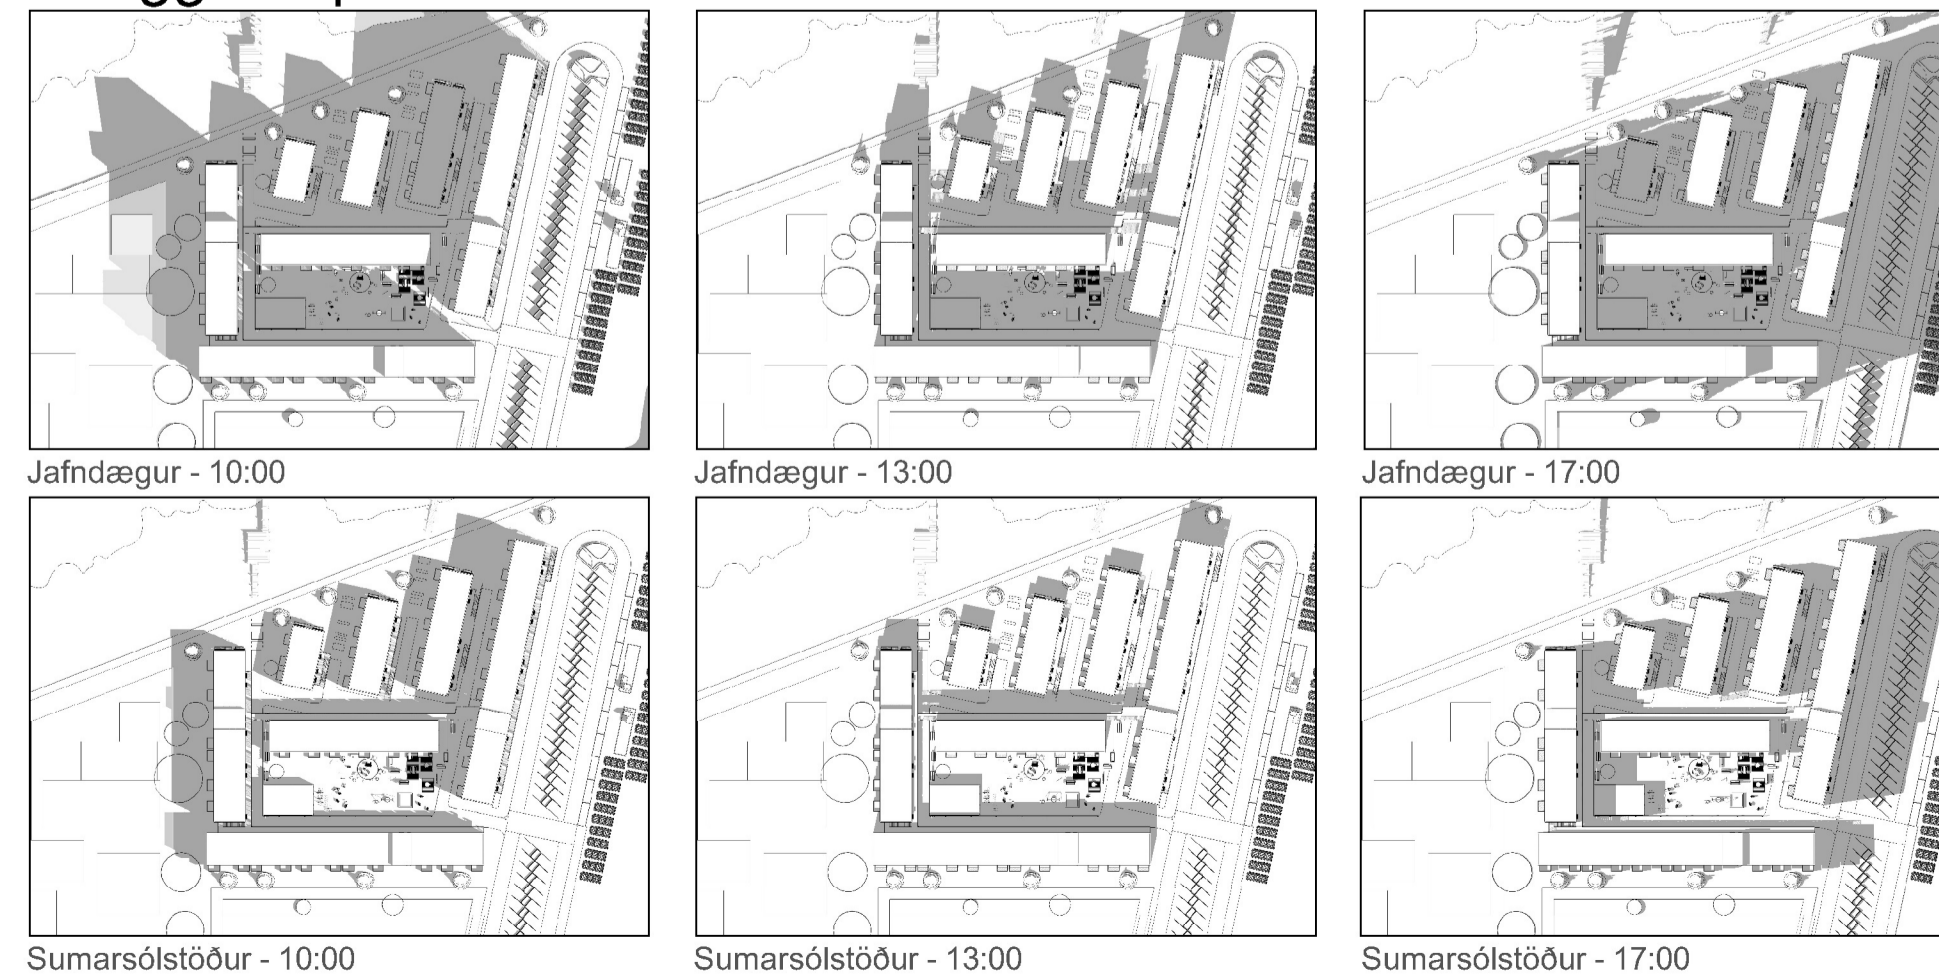 Jafndægur - 10:00
Jafndægur - 13:00
Jafndægur - 17:00
Sumarsólstöður - 10:00
Sumarsólstöður - 13:00
Sumarsólstöður - 17:00